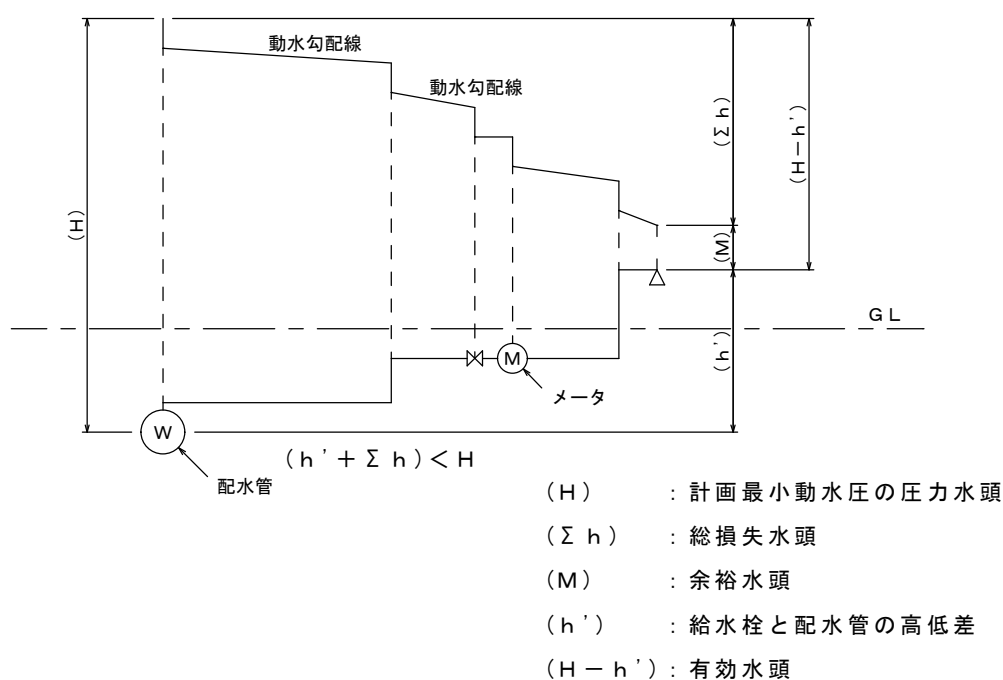 動水勾配線
動水勾配線
(Σh)
(H－h')
(H)
(M)
GL
(h')
M
メータ
W
(h'＋Σh)＜H
配水管
(H)　：計画最小動水圧の圧力水頭
(Σh)　：総損失水頭
(M)　：余裕水頭
(h')　：給水栓と配水管の高低差
(H－h')：有効水頭